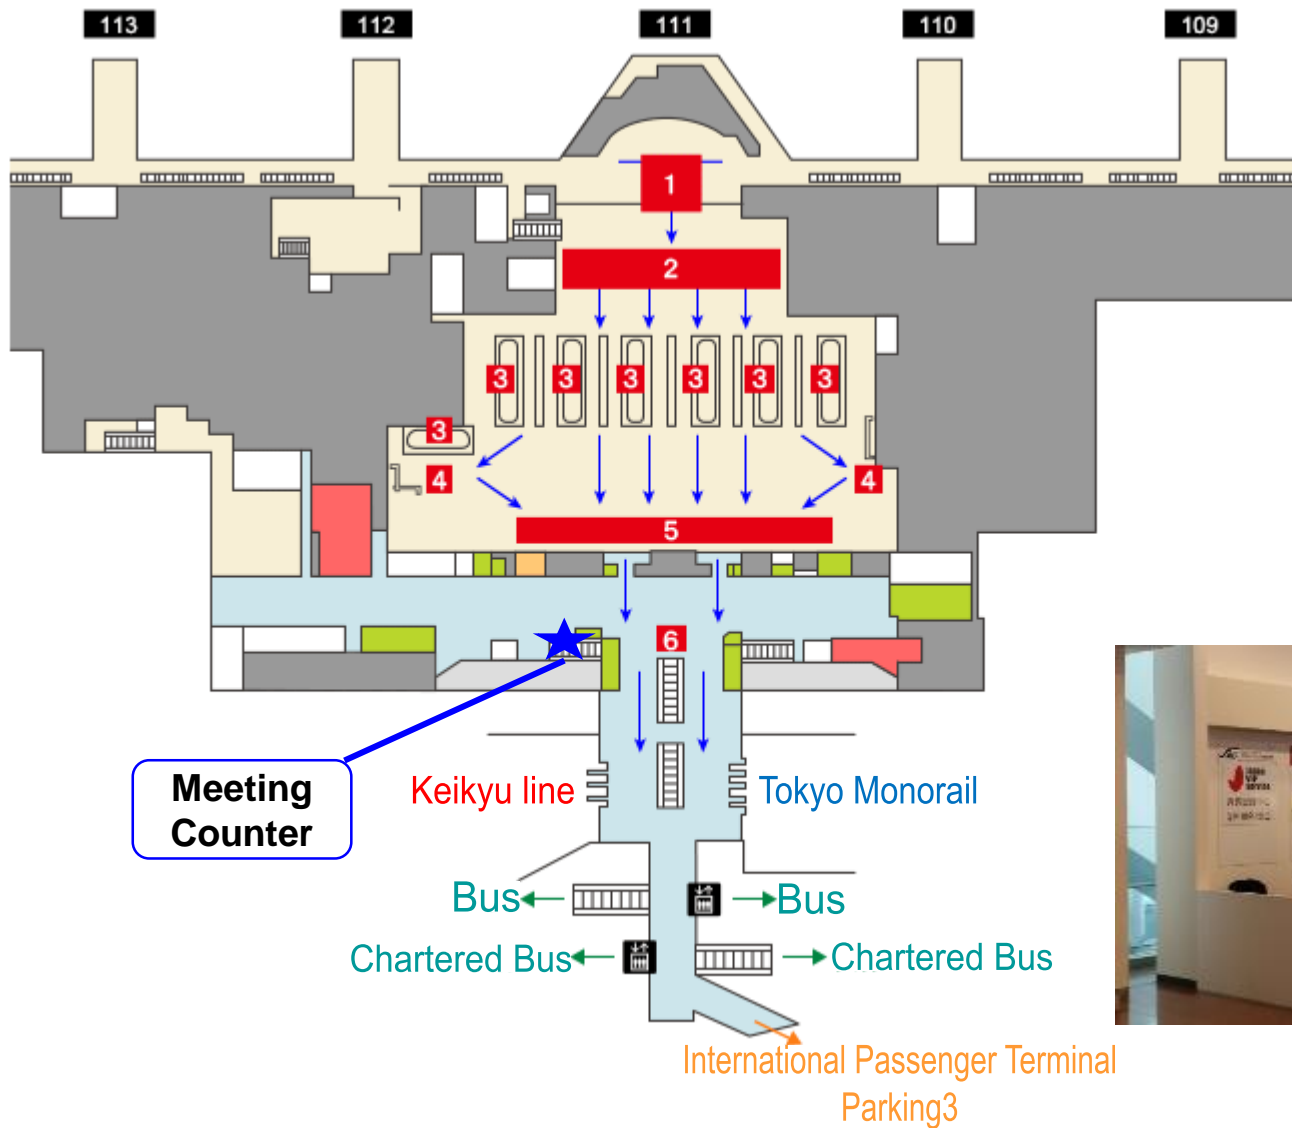 113
112
111
110
109
1
2
3
3
3
3
3
3
3
4
4
5
6
Meeting
Counter
Keikyu line
Tokyo Monorail
Bus
Bus
Chartered Bus
Chartered Bus
International Passenger Terminal
Parking3